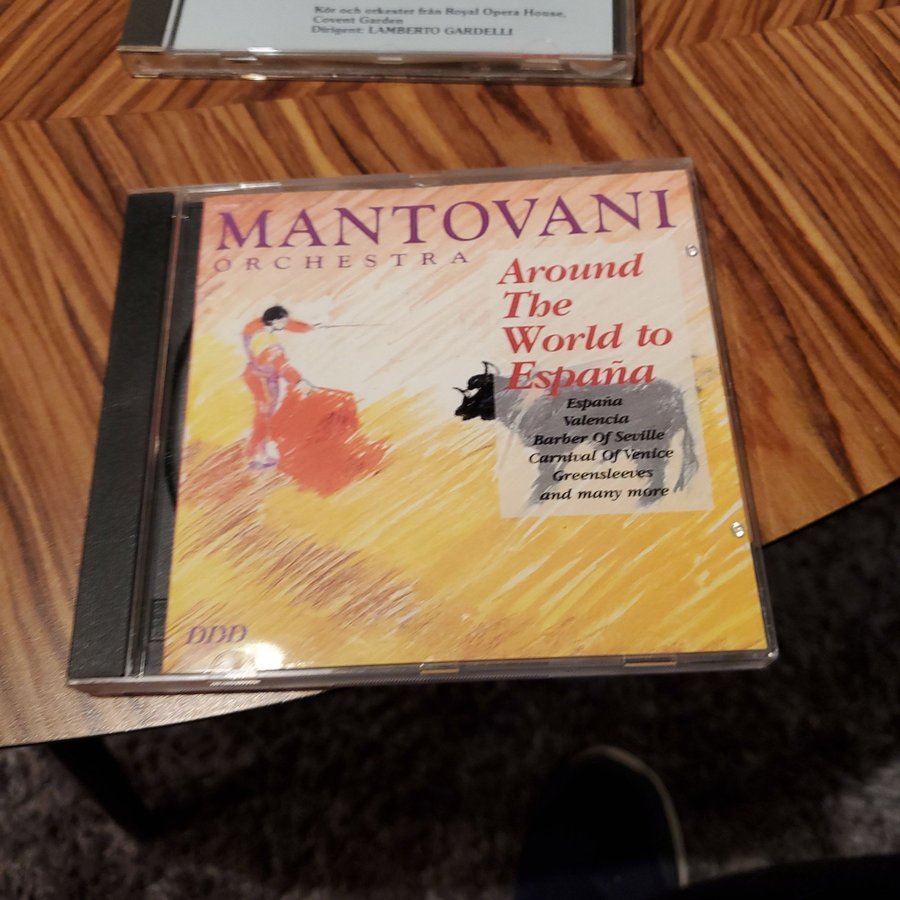 Kör och orkester från Royal Opera House,
Covent Garden
Dirigent: LAMBERTO GARDELLI
MANTOVANI
ORCHESTRA
Around
The
World to
España
España
Valencia
Barber Of Seville
Carnival Of Venice
Greensleeves
and many more
DDD